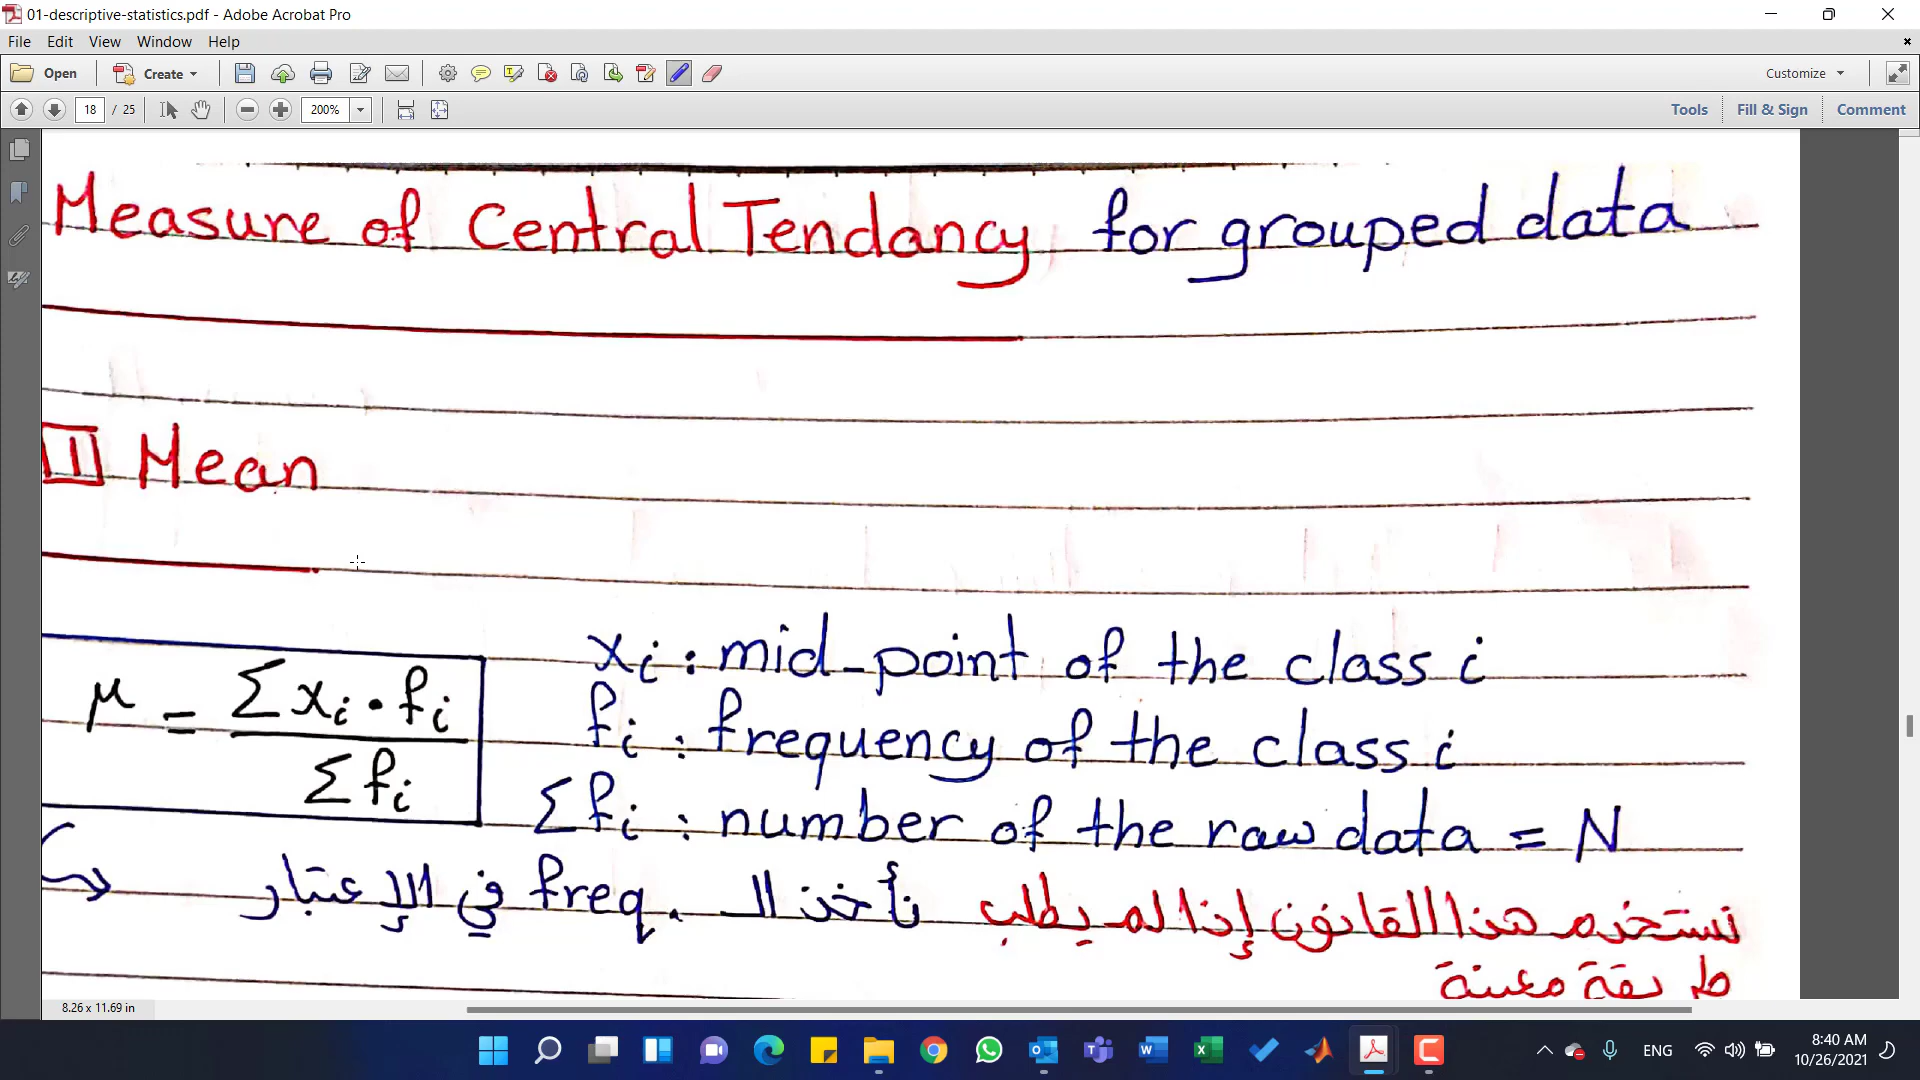 01-descriptive-statistics.pdf - Adobe Acrobat Pro
File Edit View Window Help
Open Create Customize
18 / 25 200% Tools Fill & Sign Comment
Measure of Central Tendancy for grouped data
1 Mean
μ = Σ xi · fi / Σ fi
xi : mid-point of the class i
fi : frequency of the class i
Σfi : number of the raw data = N
نأخذ الـ freq. في الإعتبار
نستخدم هذا القانون إذا لم يطلب
طريقة معينة
8.26 x 11.69 in
ENG
8:40 AM
10/26/2021